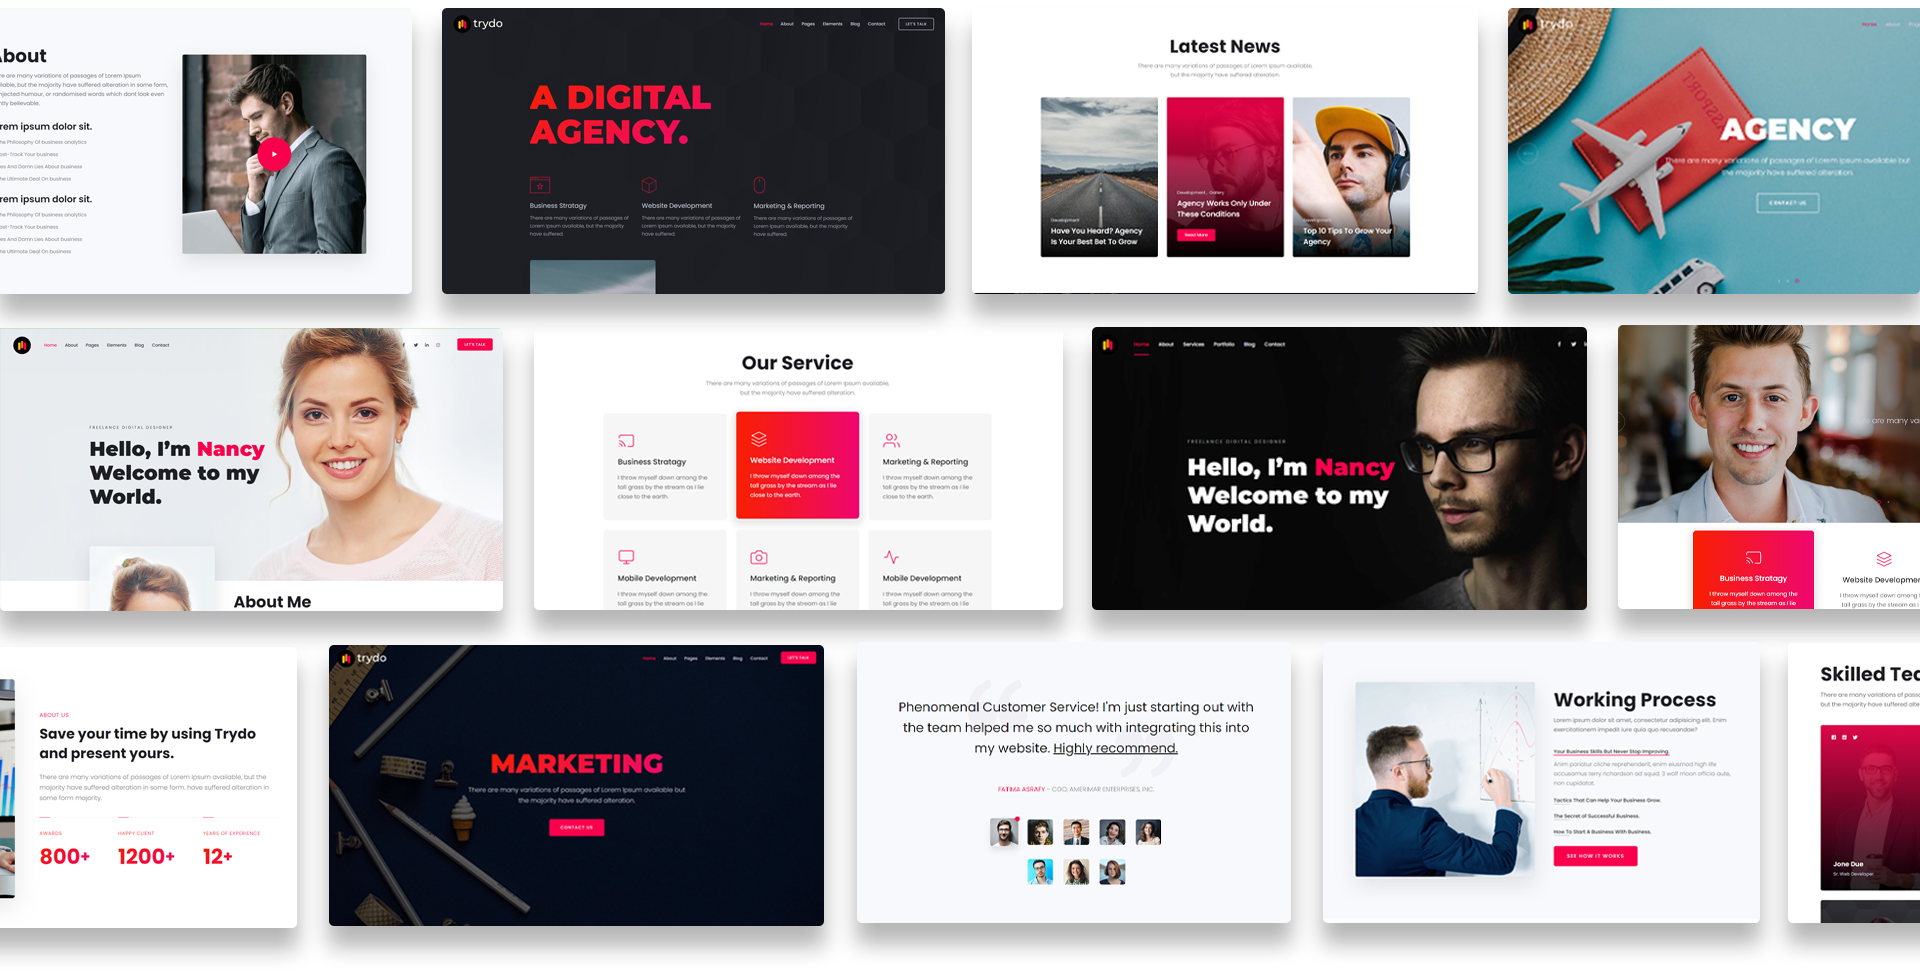 About
are many variations of passages of Lorem Ipsum
but the majority have suffered alteration in some form,
injected humour, or randomised words which dont look even
believable.
rem ipsum dolor sit.
The Philosophy Of business analytics
Fast-Track Your business
Lies And Damn Lies About business
The Ultimate Deal On business
rem ipsum dolor sit.
The Philosophy Of business analytics
Fast-Track Your business
Lies And Damn Lies About business
The Ultimate Deal On business
trydo
Home About Pages Elements Blog Contact LET'S TALK
A DIGITAL
AGENCY.
Business Stratagy
There are many variations of passages of
Lorem Ipsum available, but the majority
have suffered.
Website Development
There are many variations of passages of
Lorem Ipsum available, but the majority
have suffered.
Marketing & Reporting
There are many variations of passages of
Lorem Ipsum available, but the majority
have suffered.
Latest News
There are many variations of passages of Lorem Ipsum available,
but the majority have suffered alteration.
Development
Have You Heard? Agency
Is Your Best Bet To Grow
Development, Gallery
Agency Works Only Under
These Conditions
Read More
Development
Top 10 Tips To Grow Your
Agency
trydo
Home About
PASSPORT
AGENCY
There are many variations of passages of Lorem Ipsum available but
the majority have suffered alteration
CONTACT US
Home About Pages Elements Blog Contact
LET'S TALK
FREELANCE DIGITAL DESIGNER
Hello, I'm Nancy
Welcome to my
World.
About Me
Our Service
There are many variations of passages of Lorem Ipsum available,
but the majority have suffered alteration.
Business Stratagy
I throw myself down among the
tall grass by the stream as I lie
close to the earth.
Website Development
I throw myself down among the
tall grass by the stream as I lie
close to the earth.
Marketing & Reporting
I throw myself down among the
tall grass by the stream as I lie
close to the earth.
Mobile Development
I throw myself down among the
tall grass by the stream as I lie
Marketing & Reporting
I throw myself down among the
tall grass by the stream as I lie
Mobile Development
I throw myself down among the
tall grass by the stream as I lie
Home About Services Portfolio Blog Contact
FREELANCE DIGITAL DESIGNER
Hello, I'm Nancy
Welcome to my
World.
are many va
Business Stratagy
I throw myself down among the
tall grass by the stream as I lie
Website Developmen
I throw myself down among t
tall grass by the stream as
ABOUT US
Save your time by using Trydo
and present yours.
There are many variations of passages of Lorem Ipsum available, but the
majority have suffered alteration in some form. have suffered alteration in
some form majority.
AWARDS
800+
HAPPY CLIENT
1200+
YEARS OF EXPERIENCE
12+
trydo
Home About Pages Elements Blog Contact LET'S TALK
MARKETING
There are many variations of passages of Lorem Ipsum available but
the majority have suffered alteration.
CONTACT US
Phenomenal Customer Service! I'm just starting out with
the team helped me so much with integrating this into
my website. Highly recommend.
FATIMA ASRAFY - COO, AMERIMAR ENTERPRISES, INC.
Working Process
Lorem ipsum dolor sit amet, consectetur adipisicing elit. Enim
exercitationem impedit iure quia quo recusandae?
Your Business Skills But Never Stop Improving.
Anim pariatur cliche reprehenderit, enim eiusmod high life
accusamus terry richardson ad squid. 3 wolf moon officia aute,
non cupidatat.
Tactics That Can Help Your Business Grow.
The Secret of Successful Business.
How To Start A Business With Business.
SEE HOW IT WORKS
Skilled Tea
There are many variations of pass
but the majority have suffered alte
Jone Due
Sr. Web Developer